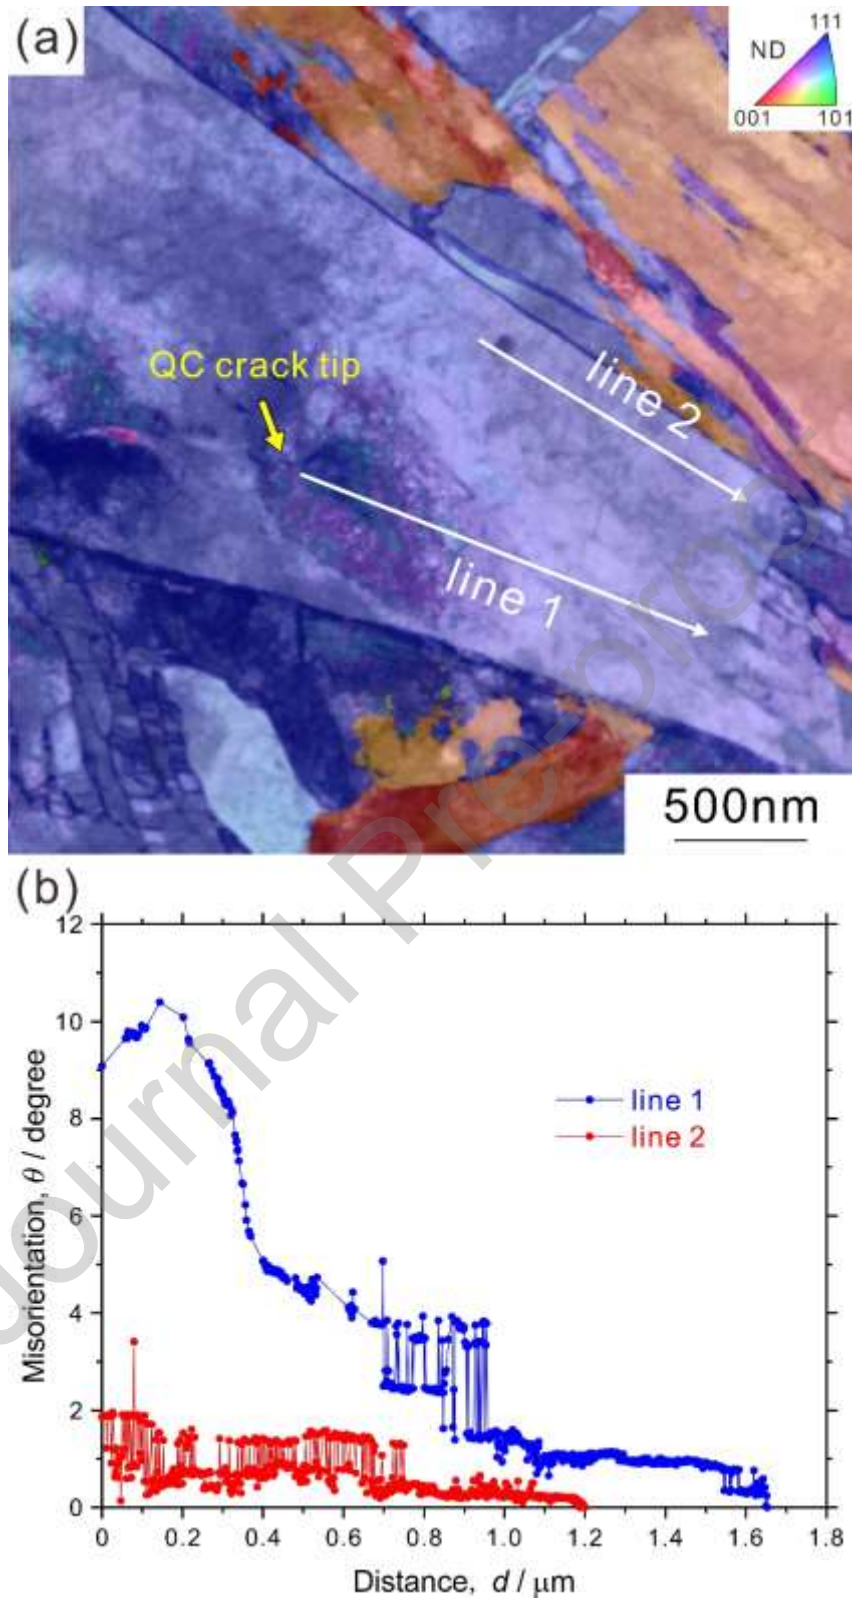 (a)
111
ND
001 101
QC crack tip
line 2
line 1
500nm
(b)
12
10
8
6
4
2
0
Misorientation, θ / degree
line 1
line 2
0 0.2 0.4 0.6 0.8 1.0 1.2 1.4 1.6 1.8
Distance, d / μm
Journal Pre-proof